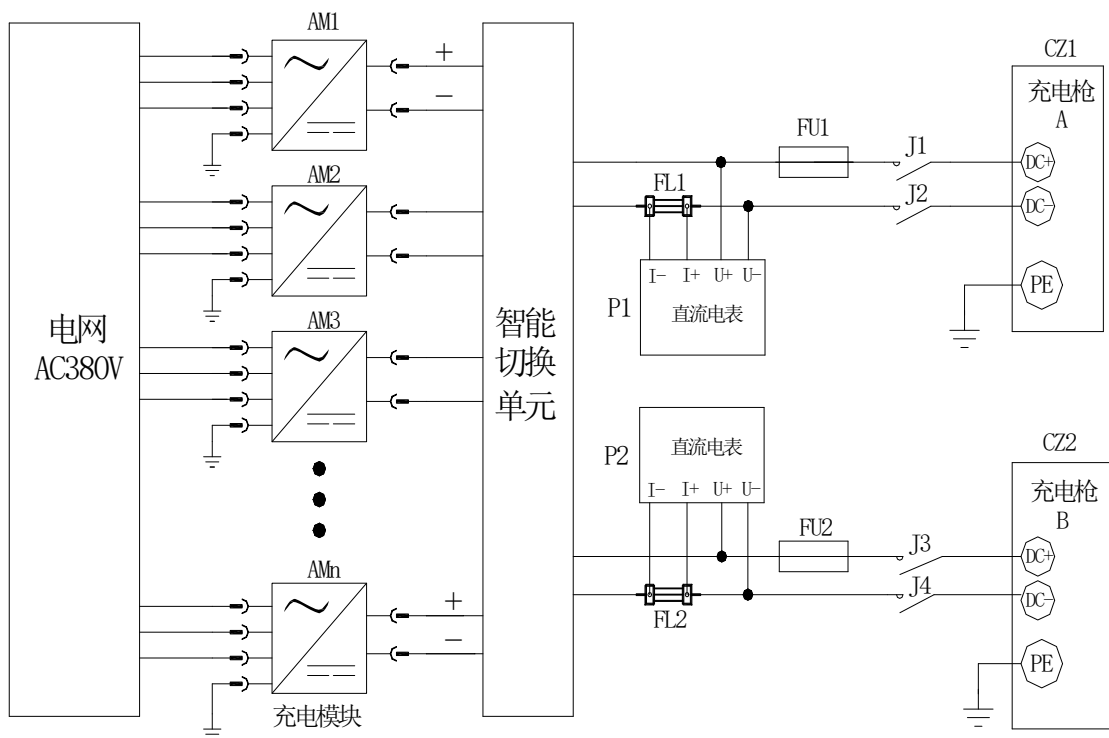 电网
AC380V
AM1
AM2
AM3
AMn
充电模块
+
−
+
−
智能
切换
单元
FU1
J1
FL1
J2
I- I+ U+ U-
P1
直流电表
CZ1
充电枪
A
DC+
DC-
PE
P2
直流电表
I- I+ U+ U-
FU2
J3
FL2
J4
CZ2
充电枪
B
DC+
DC-
PE